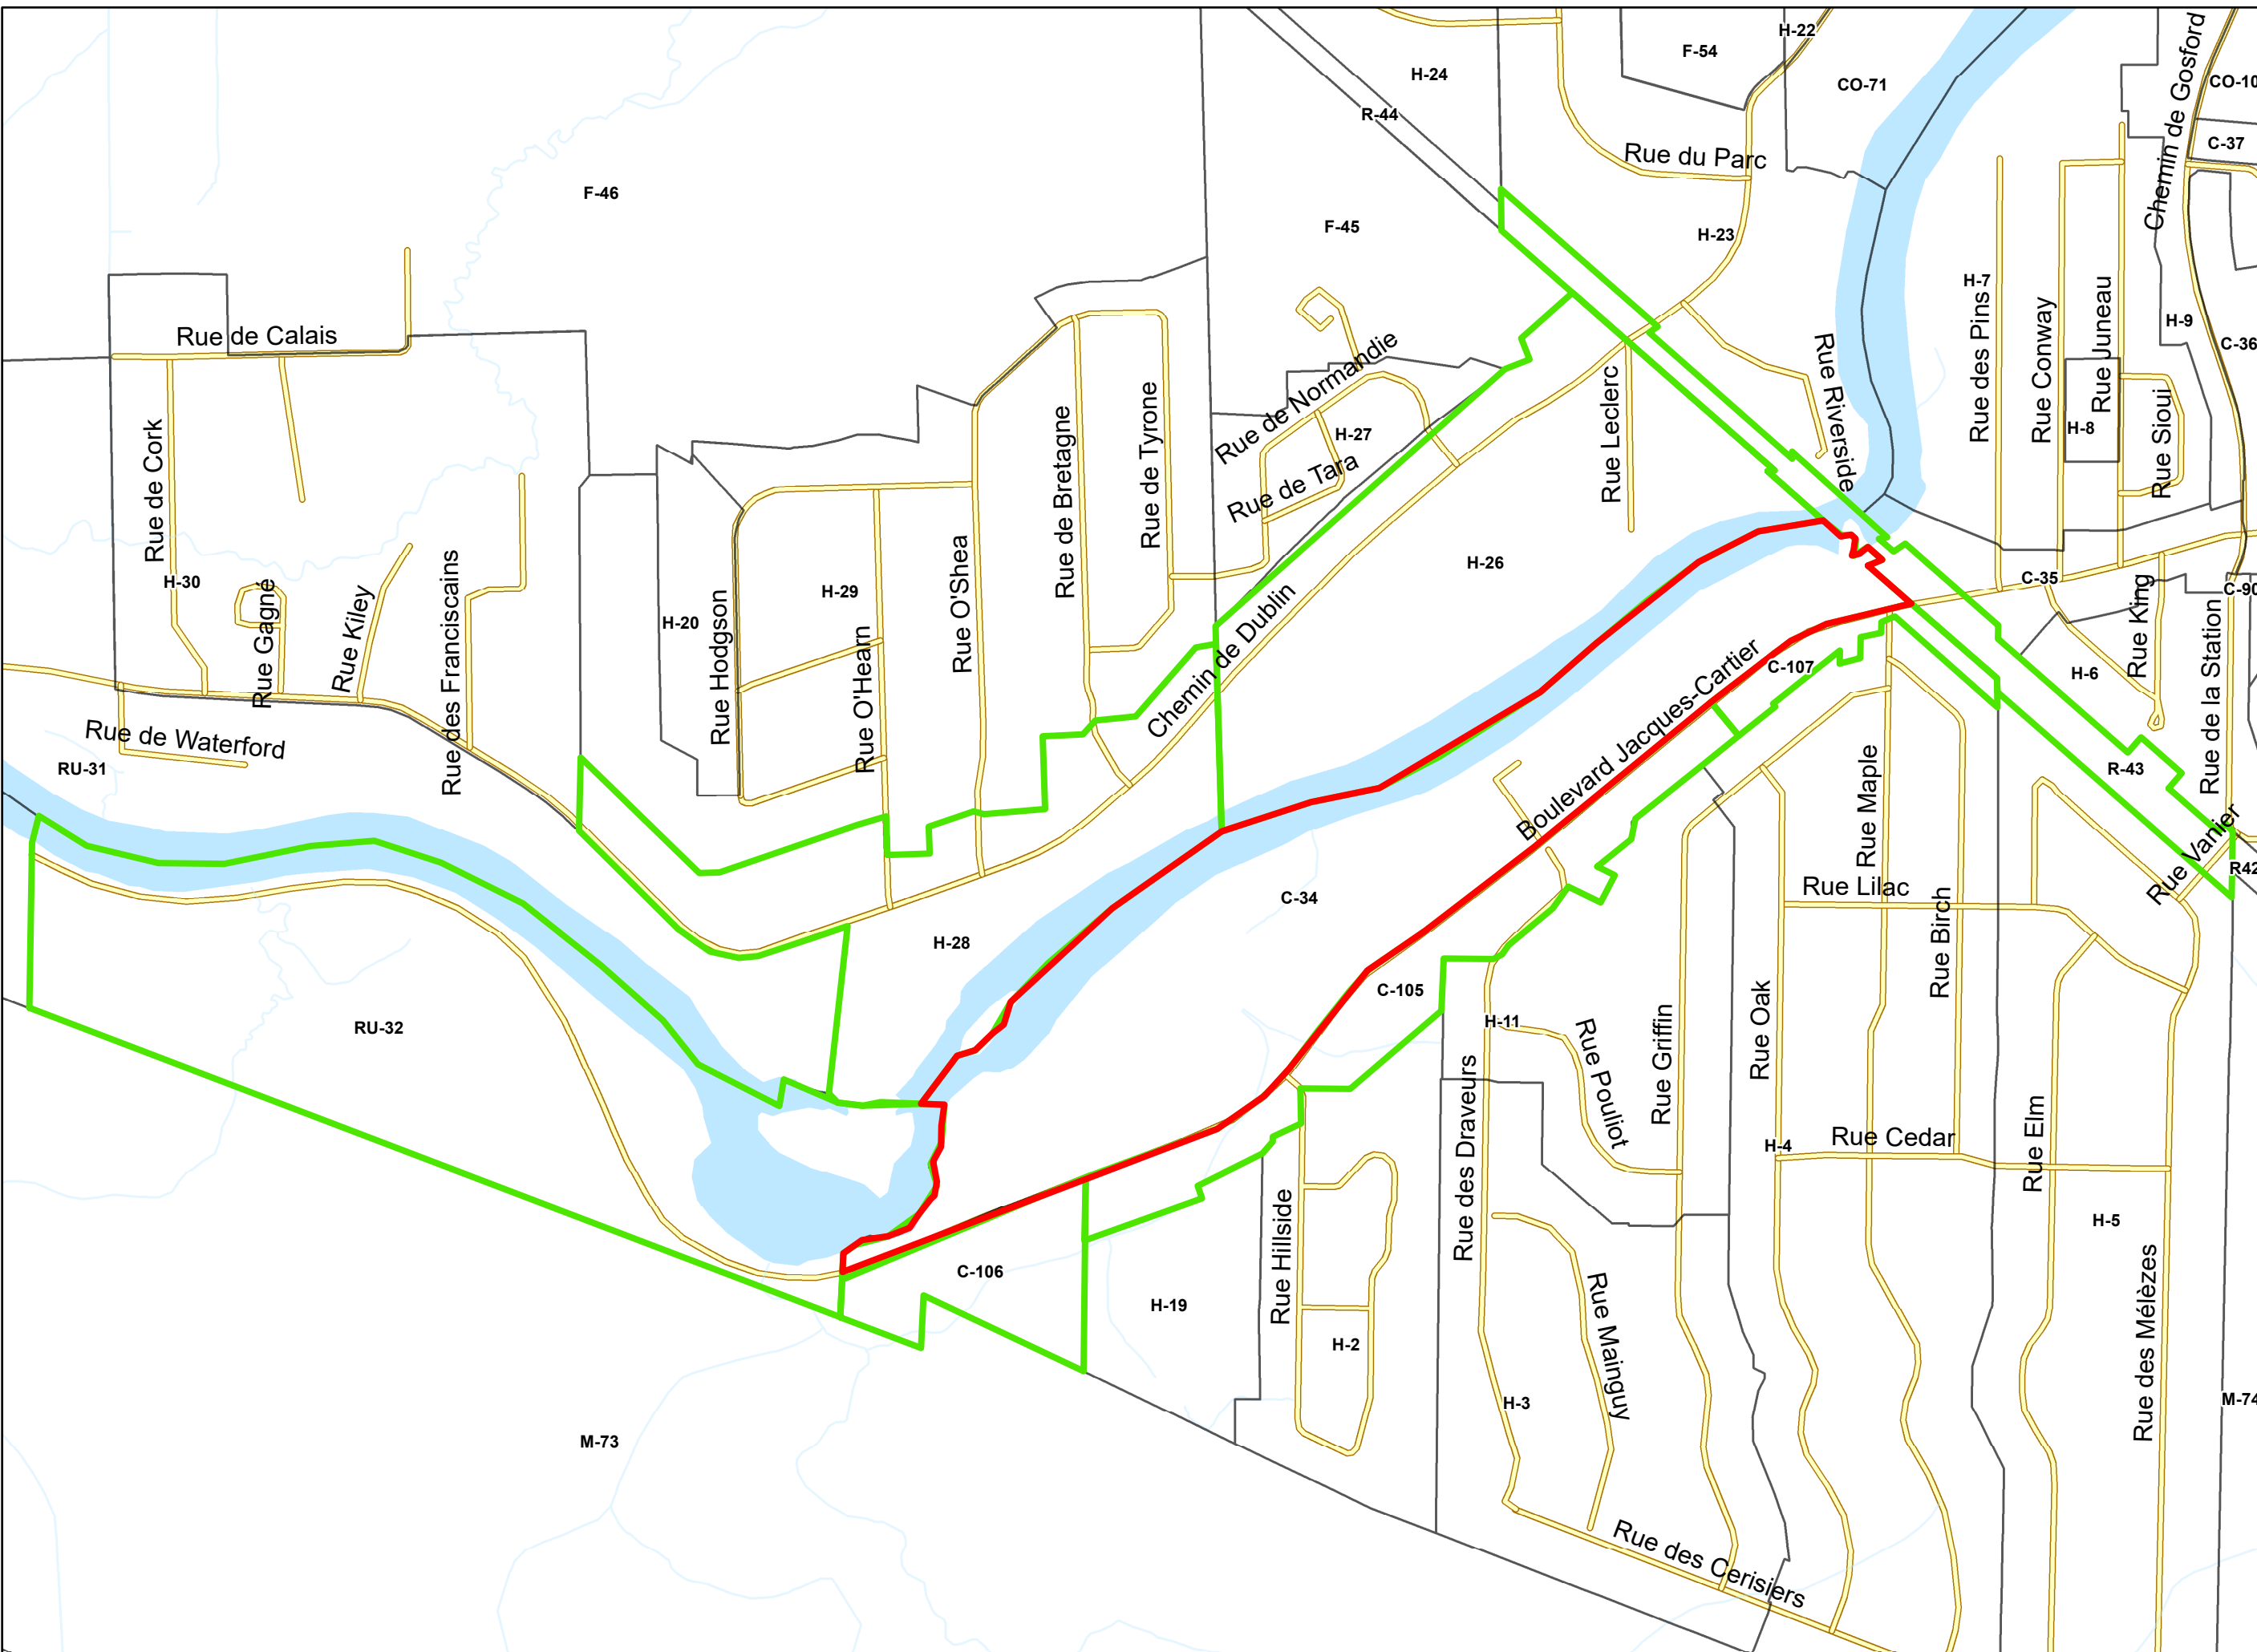 H-22
F-54
H-24
CO-71
CO-10
R-44
C-37
Rue du Parc
Chemin de Gosford
F-46
F-45
H-23
H-7
H-9
C-36
Rue de Calais
Rue des Pins
Rue Conway
Rue Juneau
Rue Riverside
Rue de Normandie
Rue Leclerc
H-8
Rue Sioui
H-27
Rue de Tara
Rue de Cork
Rue de Bretagne
Rue de Tyrone
H-26
H-30
H-29
C-35
C-90
Rue Gagné
Rue Kiley
Rue des Franciscains
H-20
Rue Hodgson
Rue O'Hearn
Rue O'Shea
Chemin de Dublin
Rue King
Rue de la Station
C-107
H-6
Boulevard Jacques-Cartier
Rue de Waterford
RU-31
R-43
Rue Maple
Rue Vanier
R42
Rue Lilac
C-34
H-28
Rue Birch
C-105
RU-32
H-11
Rue Pouliot
Rue Griffin
Rue Oak
Rue des Draveurs
H-4
Rue Cedar
Rue Elm
H-5
Rue Hillside
C-106
H-19
H-2
Rue Mainguy
Rue des Mélèzes
H-3
M-74
M-73
Rue des Cerisiers